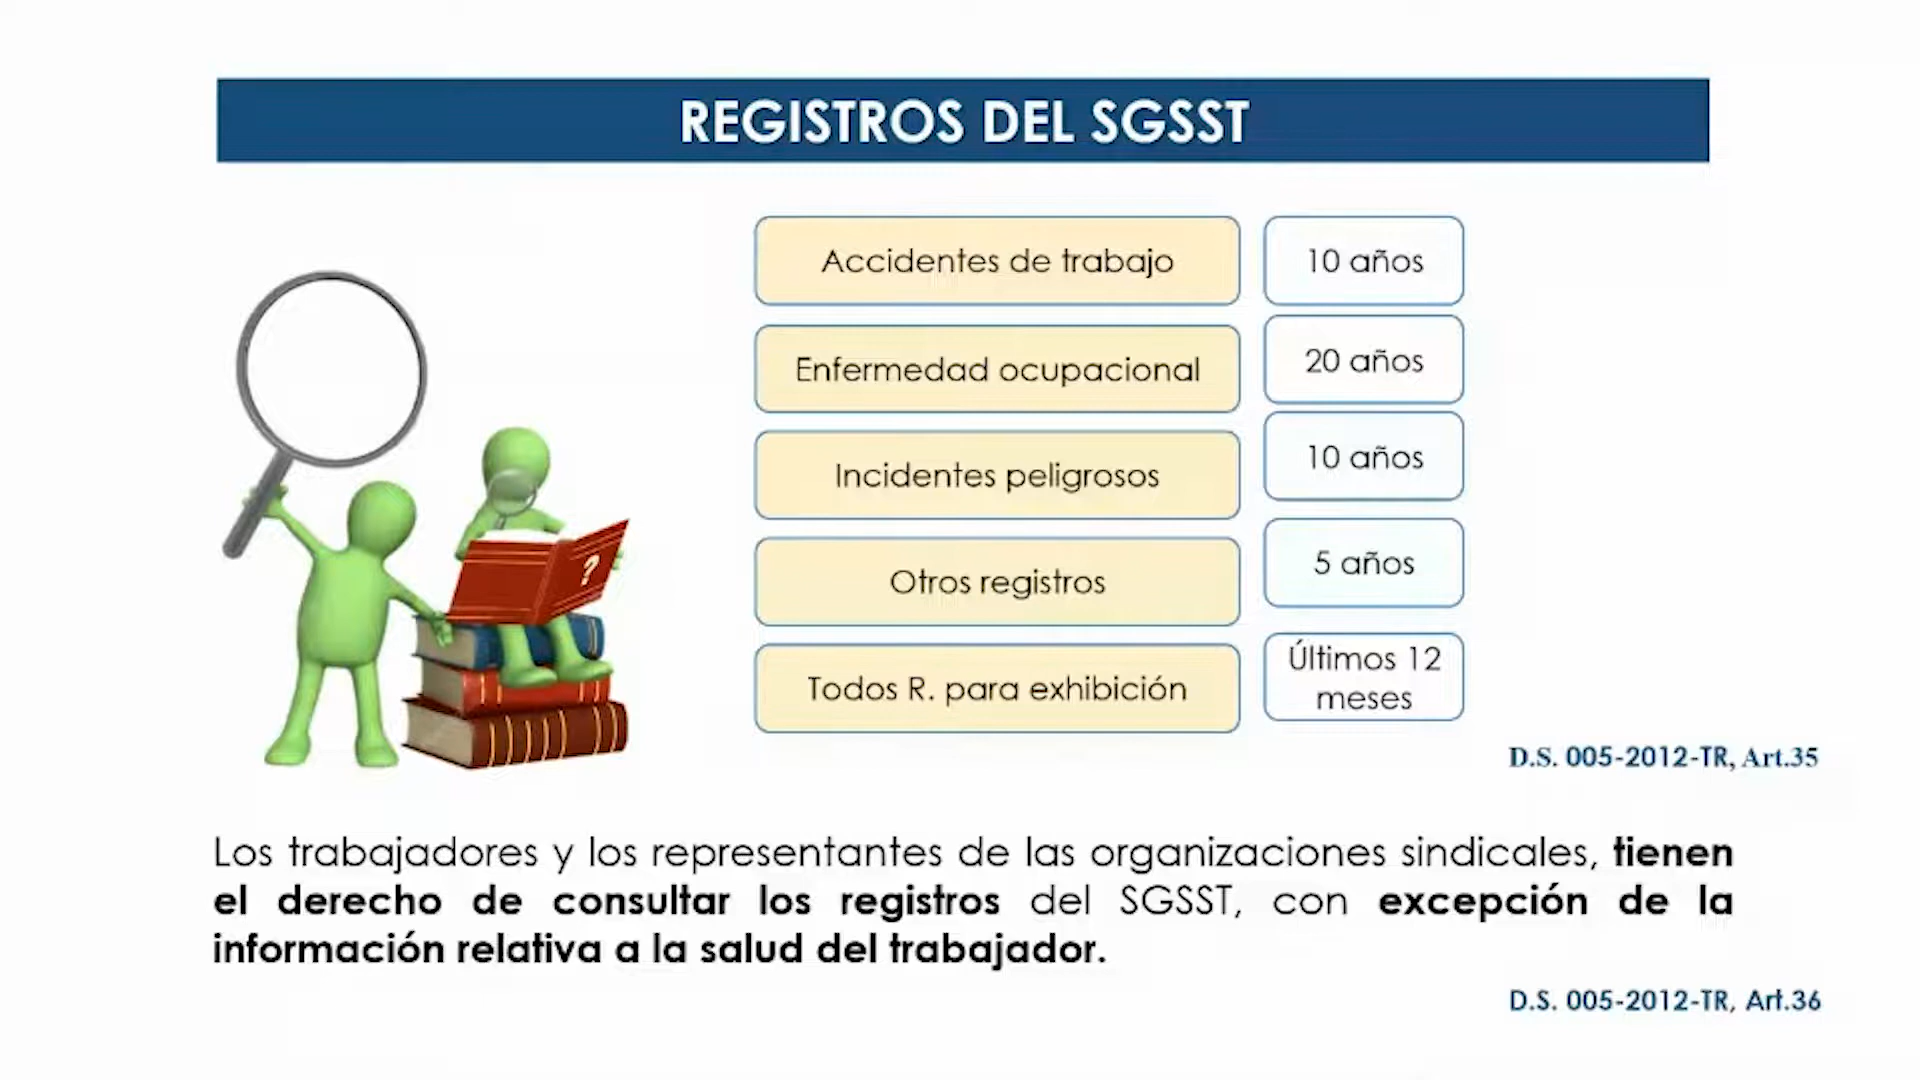 REGISTROS DEL SGSST
Accidentes de trabajo
10 años
Enfermedad ocupacional
20 años
Incidentes peligrosos
10 años
Otros registros
5 años
Todos R. para exhibición
Últimos 12
meses
?
D.S. 005-2012-TR, Art.35
Los trabajadores y los representantes de las organizaciones sindicales, tienen
el derecho de consultar los registros del SGSST, con excepción de la
información relativa a la salud del trabajador.
D.S. 005-2012-TR, Art.36